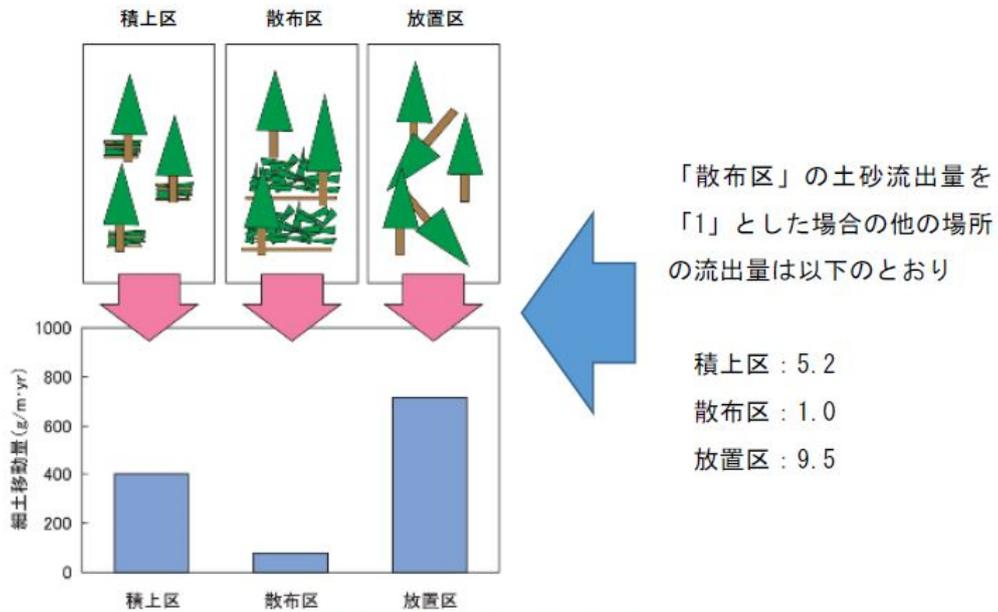 積上区
散布区
放置区
「散布区」の土砂流出量を
「1」とした場合の他の場所
の流出量は以下のとおり
積上区：5.2
散布区：1.0
放置区：9.5
細土移動量(g/m･yr)
1000
800
600
400
200
0
積上区
散布区
放置区